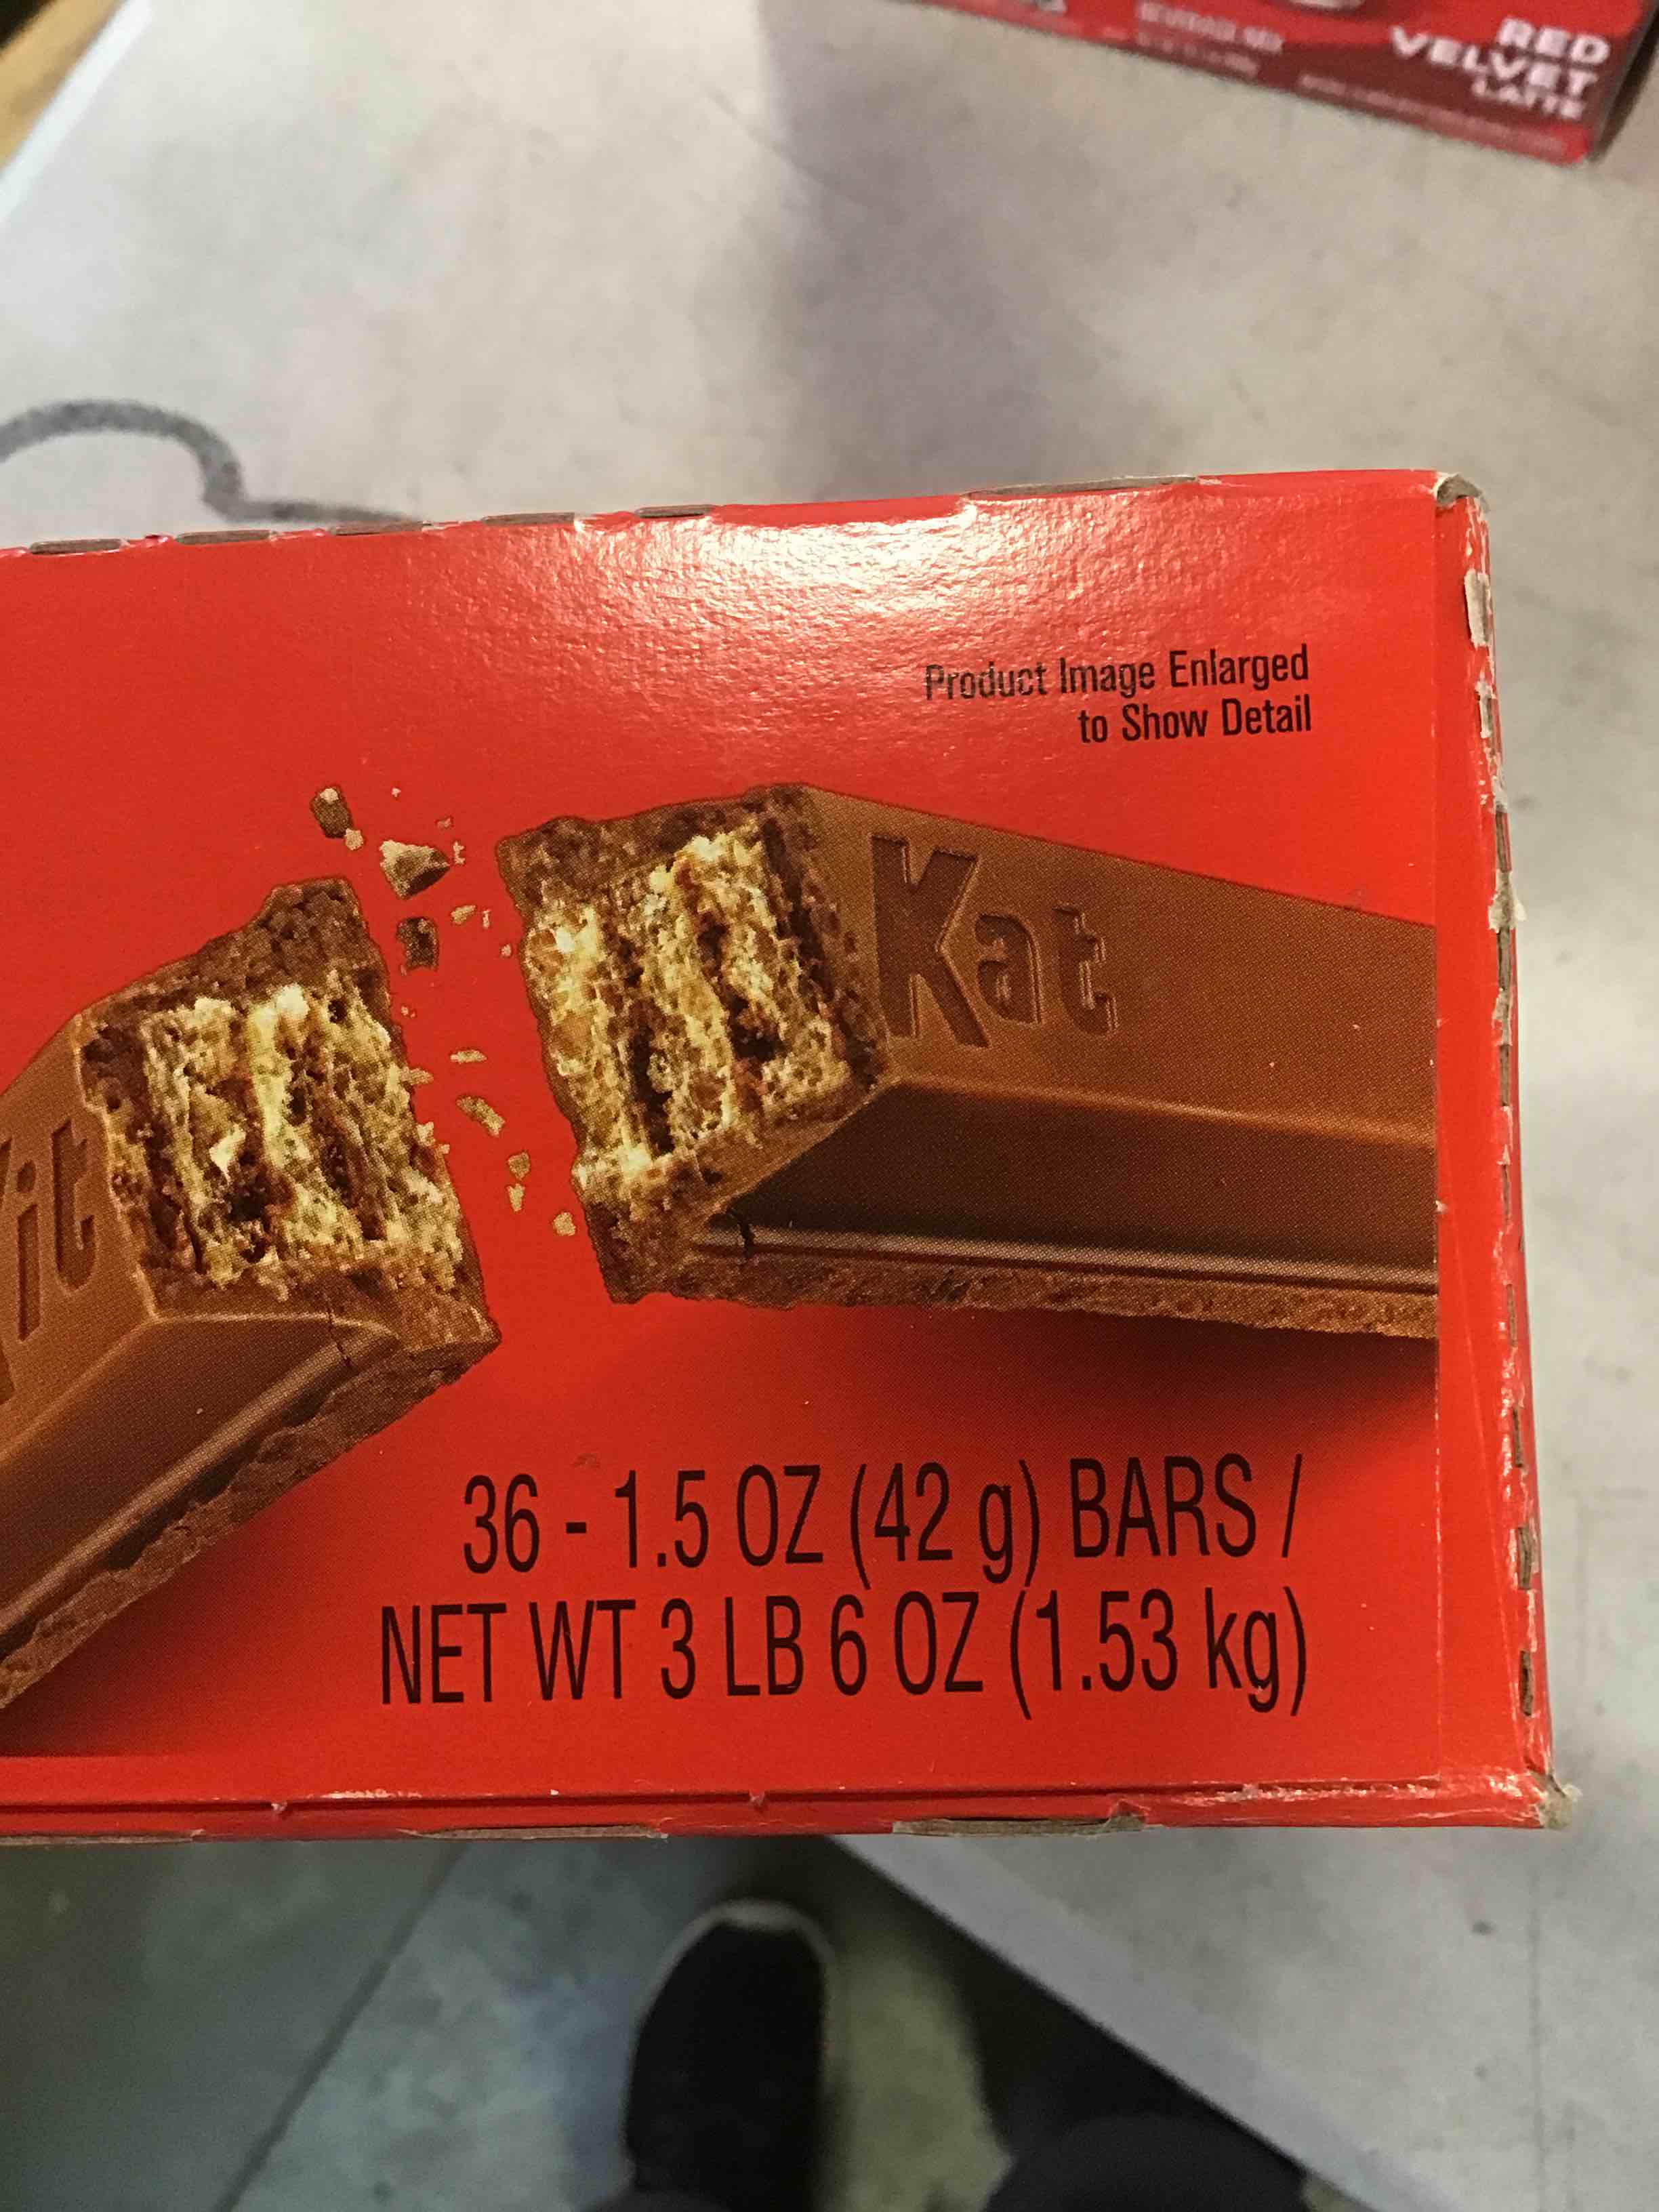 RED
VELVET
LATTE
Product Image Enlarged
to Show Detail
Kat
it
36 - 1.5 OZ (42 g) BARS /
NET WT 3 LB 6 OZ (1.53 kg)